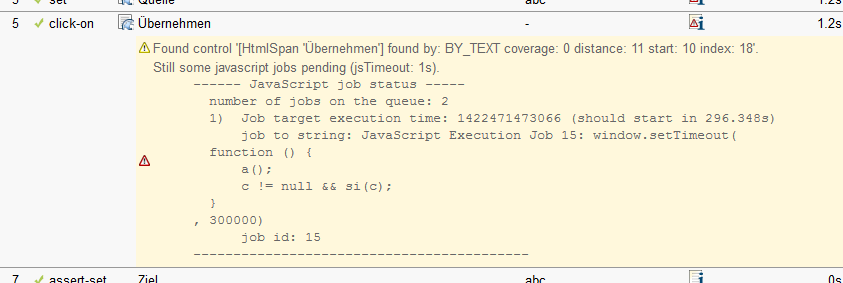 5 set Quelle abc 1.2s
5 click-on Übernehmen - 1.2s
Found control '[HtmlSpan 'Übernehmen'] found by: BY_TEXT coverage: 0 distance: 11 start: 10 index: 18'.
Still some javascript jobs pending (jsTimeout: 1s).
------ JavaScript job status -----
number of jobs on the queue: 2
1) Job target execution time: 1422471473066 (should start in 296.348s)
job to string: JavaScript Execution Job 15: window.setTimeout(
function () {
a();
c != null && si(c);
}
, 300000)
job id: 15
------------------------------------------
7 assert-set Ziel abc 0s